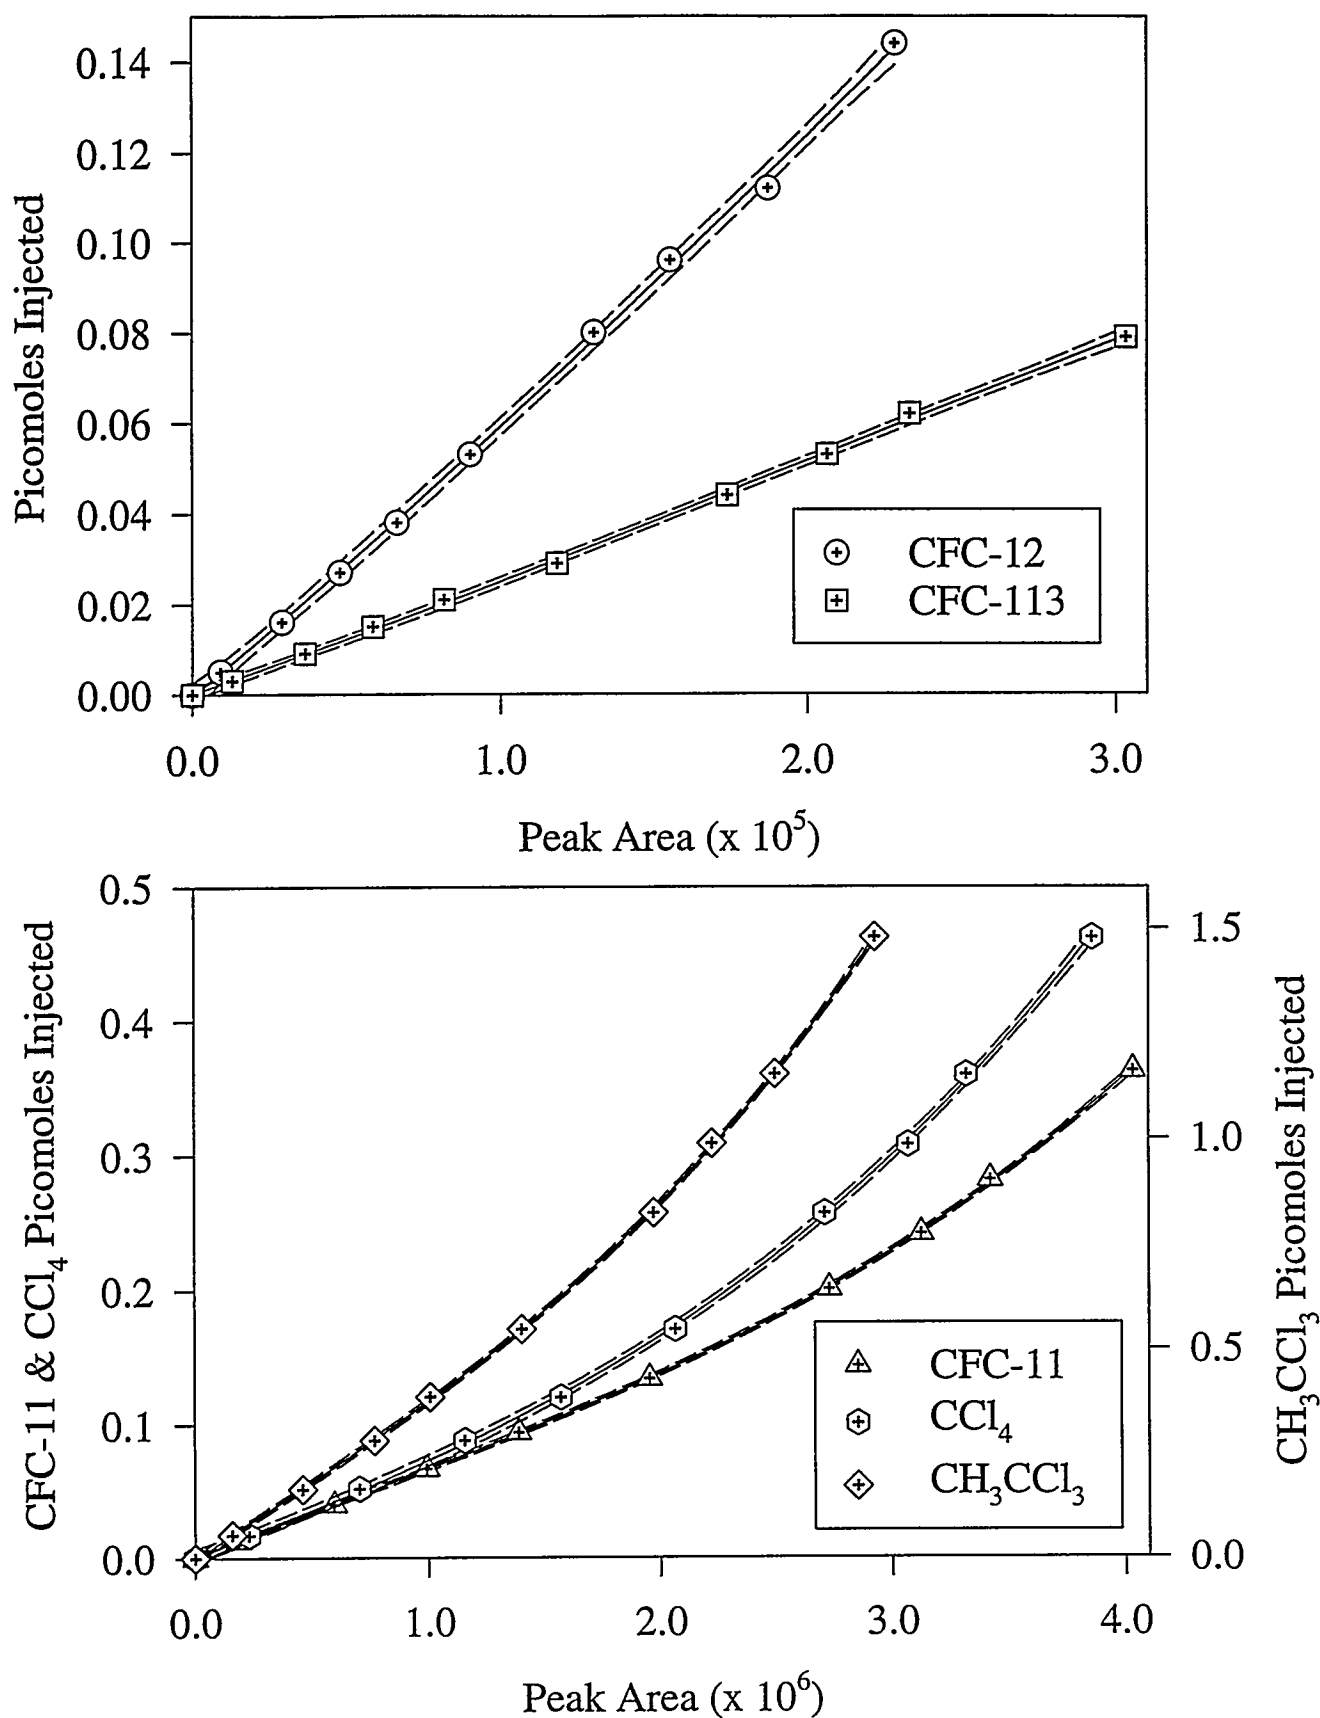 0.14
0.12
0.10
0.08
0.06
0.04
0.02
0.00
Picomoles Injected
CFC-12
CFC-113
0.0 1.0 2.0 3.0
Peak Area (x 10⁵)
0.5
0.4
0.3
0.2
0.1
0.0
CFC-11 & CCl₄ Picomoles Injected
1.5
1.0
0.5
0.0
CH₃CCl₃ Picomoles Injected
CFC-11
CCl₄
CH₃CCl₃
0.0 1.0 2.0 3.0 4.0
Peak Area (x 10⁶)